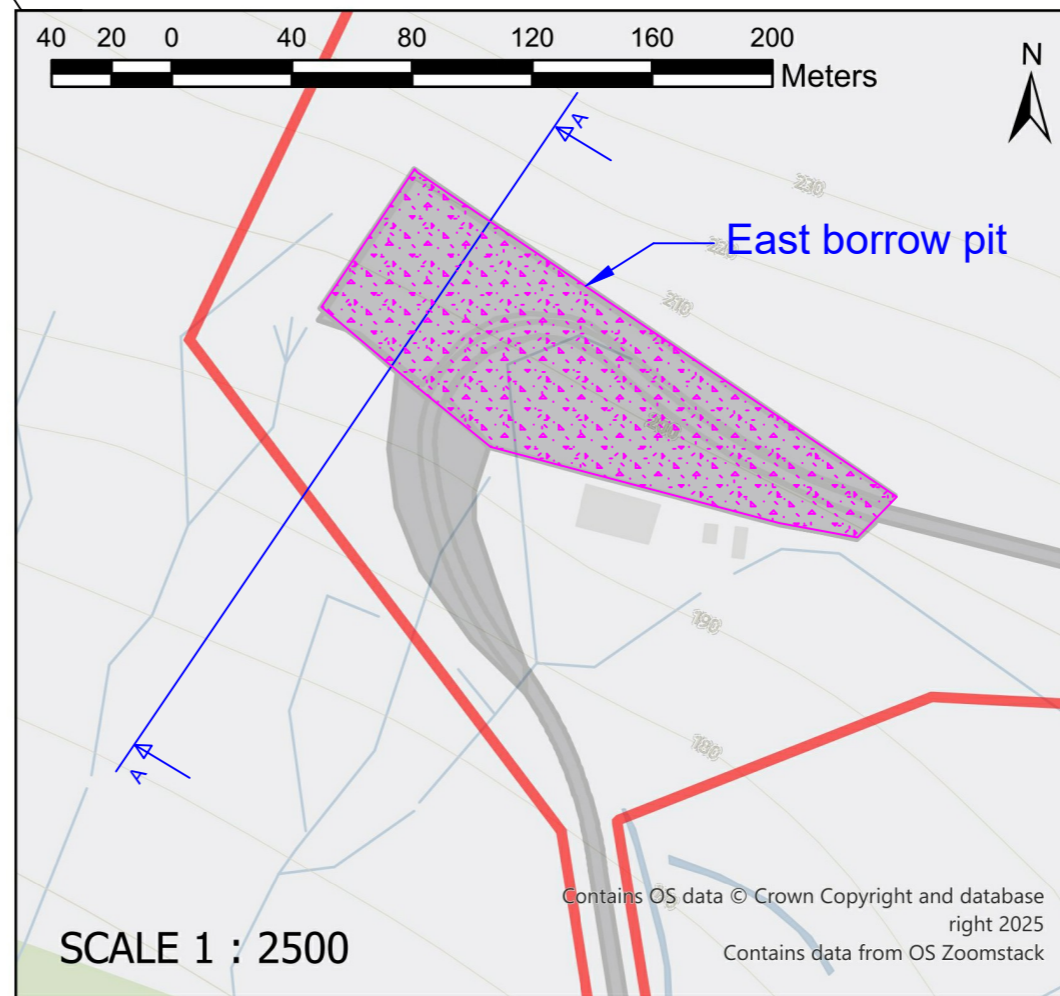 40 20 0 40 80 120 160 200
Meters
N
A
230
220
East borrow pit
210
190
180
A
Contains OS data © Crown Copyright and database
right 2025
Contains data from OS Zoomstack
SCALE 1 : 2500